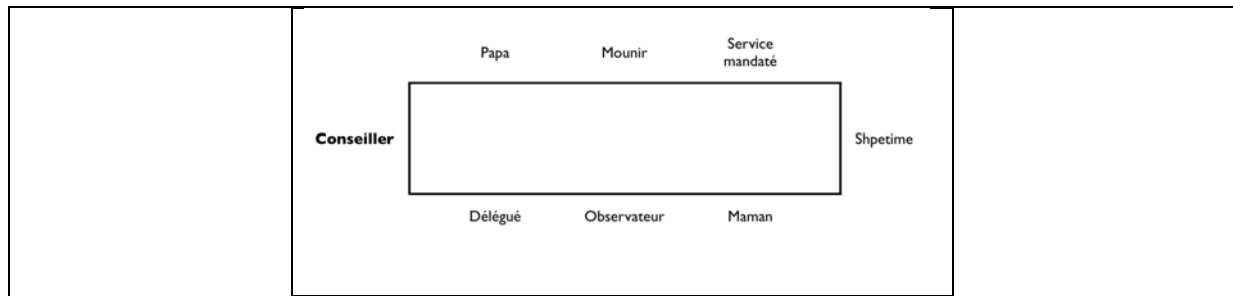 Papa Mounir Service
mandaté
Conseiller Shpetime
Délégué Observateur Maman